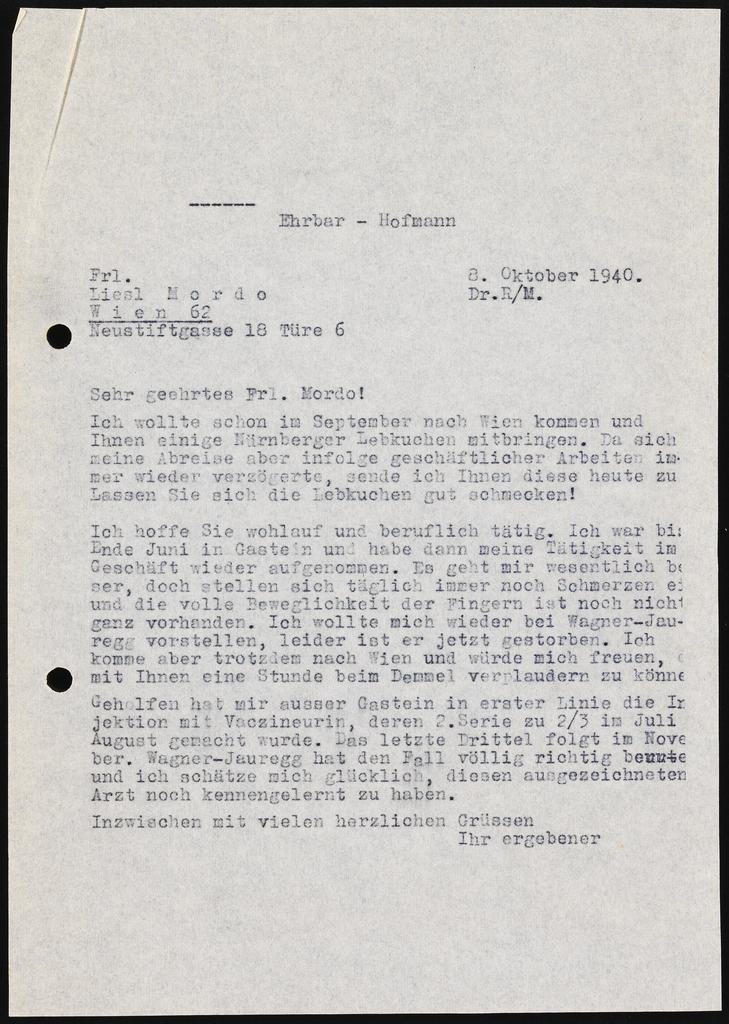 ------
Ehrbar - Hofmann
Frl. 8. Oktober 1940.
Liesl M o r d o Dr.R/M.
W i e n 62
Neustiftgasse 18 Türe 6
Sehr geehrtes Frl. Mordo!
Ich wollte schon im September nach Wien kommen und
Ihnen einige Nürnberger Lebkuchen mitbringen. Da sich
meine Abreise aber infolge geschäftlicher Arbeiten im-
mer wieder verzögerte, sende ich Ihnen diese heute zu
Lassen Sie sich die Lebkuchen gut schmecken!
Ich hoffe Sie wohlauf und beruflich tätig. Ich war bis
Ende Juni in Gastein und habe dann meine Tätigkeit im
Geschäft wieder aufgenommen. Es geht mir wesentlich be
ser, doch stellen sich täglich immer noch Schmerzen ei
und die volle Beweglichkeit der Fingern ist noch nicht
ganz vorhanden. Ich wollte mich wieder bei Wagner-Jau-
regg vorstellen, leider ist er jetzt gestorben. Ich
komme aber trotzdem nach Wien und würde mich freuen,
mit Ihnen eine Stunde beim Demmel verplaudern zu könne
Geholfen hat mir ausser Gastein in erster Linie die In
jektion mit Vaczineurin, deren 2.Serie zu 2/3 im Juli
August gemacht wurde. Das letzte Drittel folgt im Nove
ber. Wagner-Jauregg hat den Fall völlig richtig
und ich schätze mich glücklich, diesen ausgezeichneten
Arzt noch kennengelernt zu haben.
Inzwischen mit vielen herzlichen Grüssen
Ihr ergebener